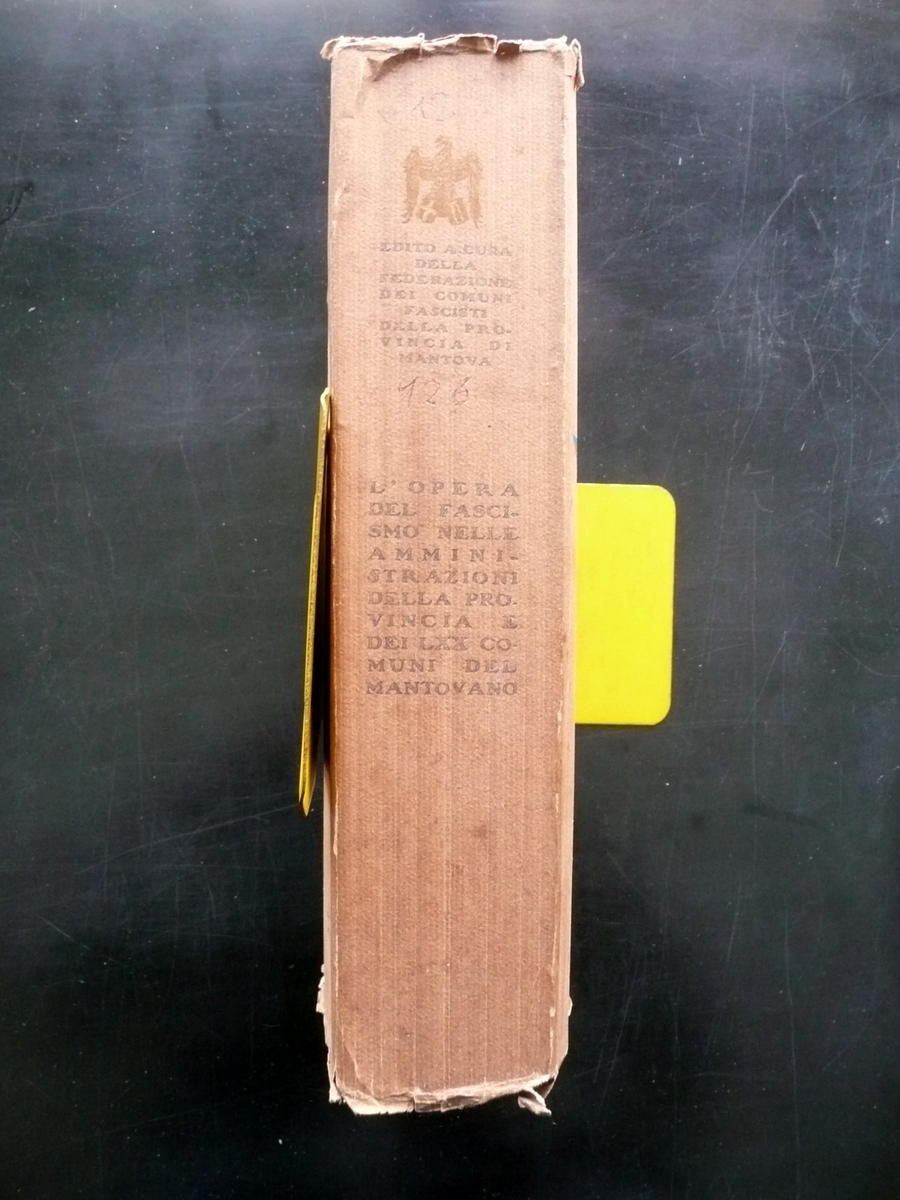 EDITO A CURA
DELLA
FEDERAZIONE
DEI COMUNI
FASCISTI
DELLA PRO-
VINCIA DI
MANTOVA
126
L'OPERA
DEL FASCI-
SMO NELLE
AMMINI-
STRAZIONI
DELLA PRO-
VINCIA E
DEI LXX CO-
MUNI DEL
MANTOVANO